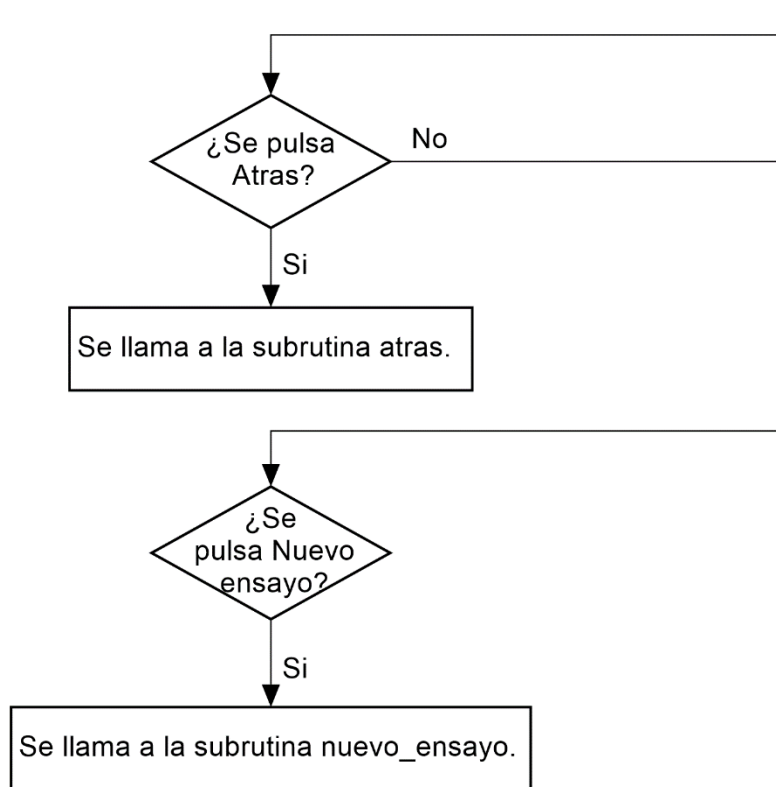 ¿Se pulsa
Atras?
No
Si
Se llama a la subrutina atras.
¿Se
pulsa Nuevo
ensayo?
Si
Se llama a la subrutina nuevo_ensayo.